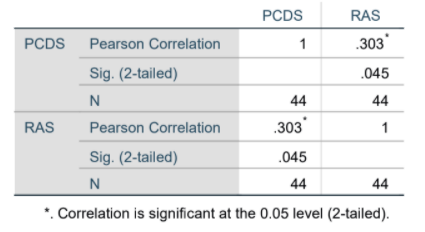 PCDS RAS
PCDS Pearson Correlation 1 .303*
Sig. (2-tailed) .045
N 44 44
RAS Pearson Correlation .303* 1
Sig. (2-tailed) .045
N 44 44
*. Correlation is significant at the 0.05 level (2-tailed).